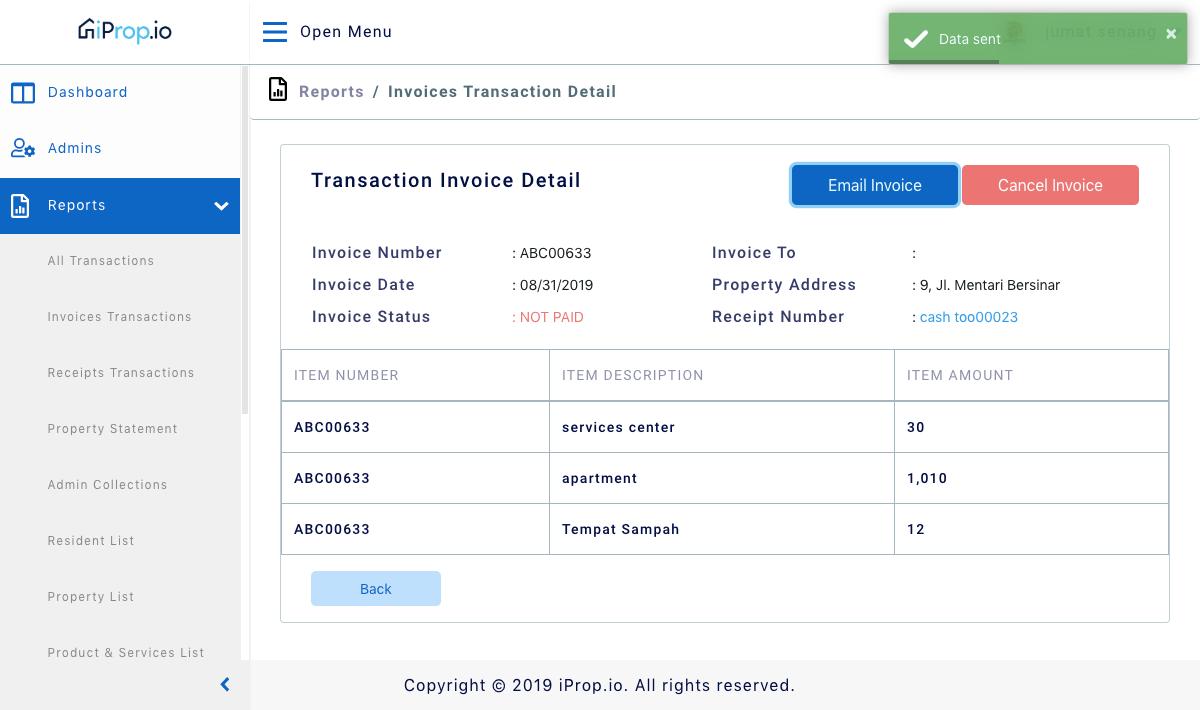 iProp.io
Open Menu
Data sent
jumat senang
×
Dashboard
Admins
Reports
All Transactions
Invoices Transactions
Receipts Transactions
Property Statement
Admin Collections
Resident List
Property List
Product & Services List
Reports / Invoices Transaction Detail
Transaction Invoice Detail
Email Invoice
Cancel Invoice
Invoice Number : ABC00633
Invoice To :
Invoice Date : 08/31/2019
Property Address : 9, Jl. Mentari Bersinar
Invoice Status : NOT PAID
Receipt Number : cash too00023
ITEM NUMBER ITEM DESCRIPTION ITEM AMOUNT
ABC00633 services center 30
ABC00633 apartment 1,010
ABC00633 Tempat Sampah 12
Back
Copyright © 2019 iProp.io. All rights reserved.